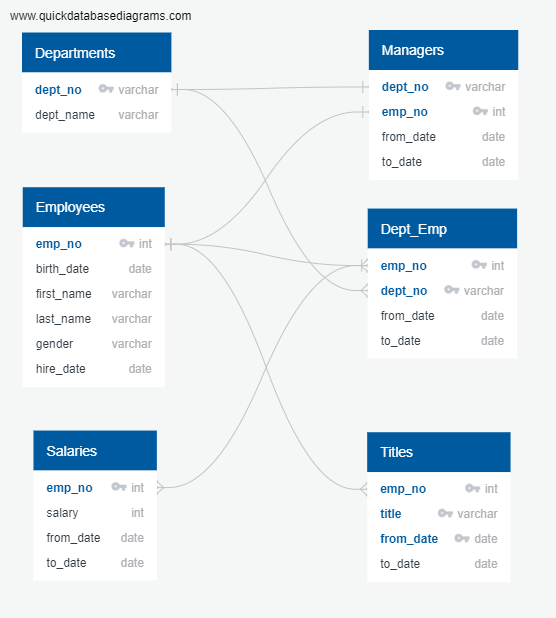 www.quickdatabasediagrams.com
Departments
dept_no varchar
dept_name varchar
Managers
dept_no varchar
emp_no int
from_date date
to_date date
Employees
emp_no int
birth_date date
first_name varchar
last_name varchar
gender varchar
hire_date date
Dept_Emp
emp_no int
dept_no varchar
from_date date
to_date date
Salaries
emp_no int
salary int
from_date date
to_date date
Titles
emp_no int
title varchar
from_date date
to_date date